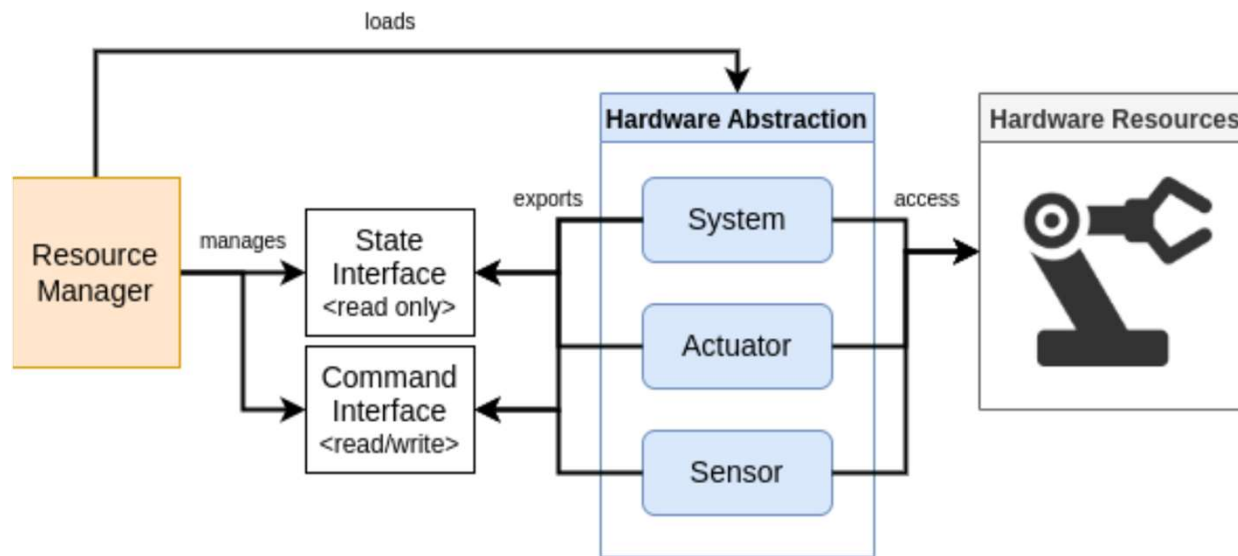 loads
Hardware Abstraction
Hardware Resources
exports
System
access
manages
State
Interface
<read only>
Resource
Manager
Actuator
Command
Interface
<read/write>
Sensor